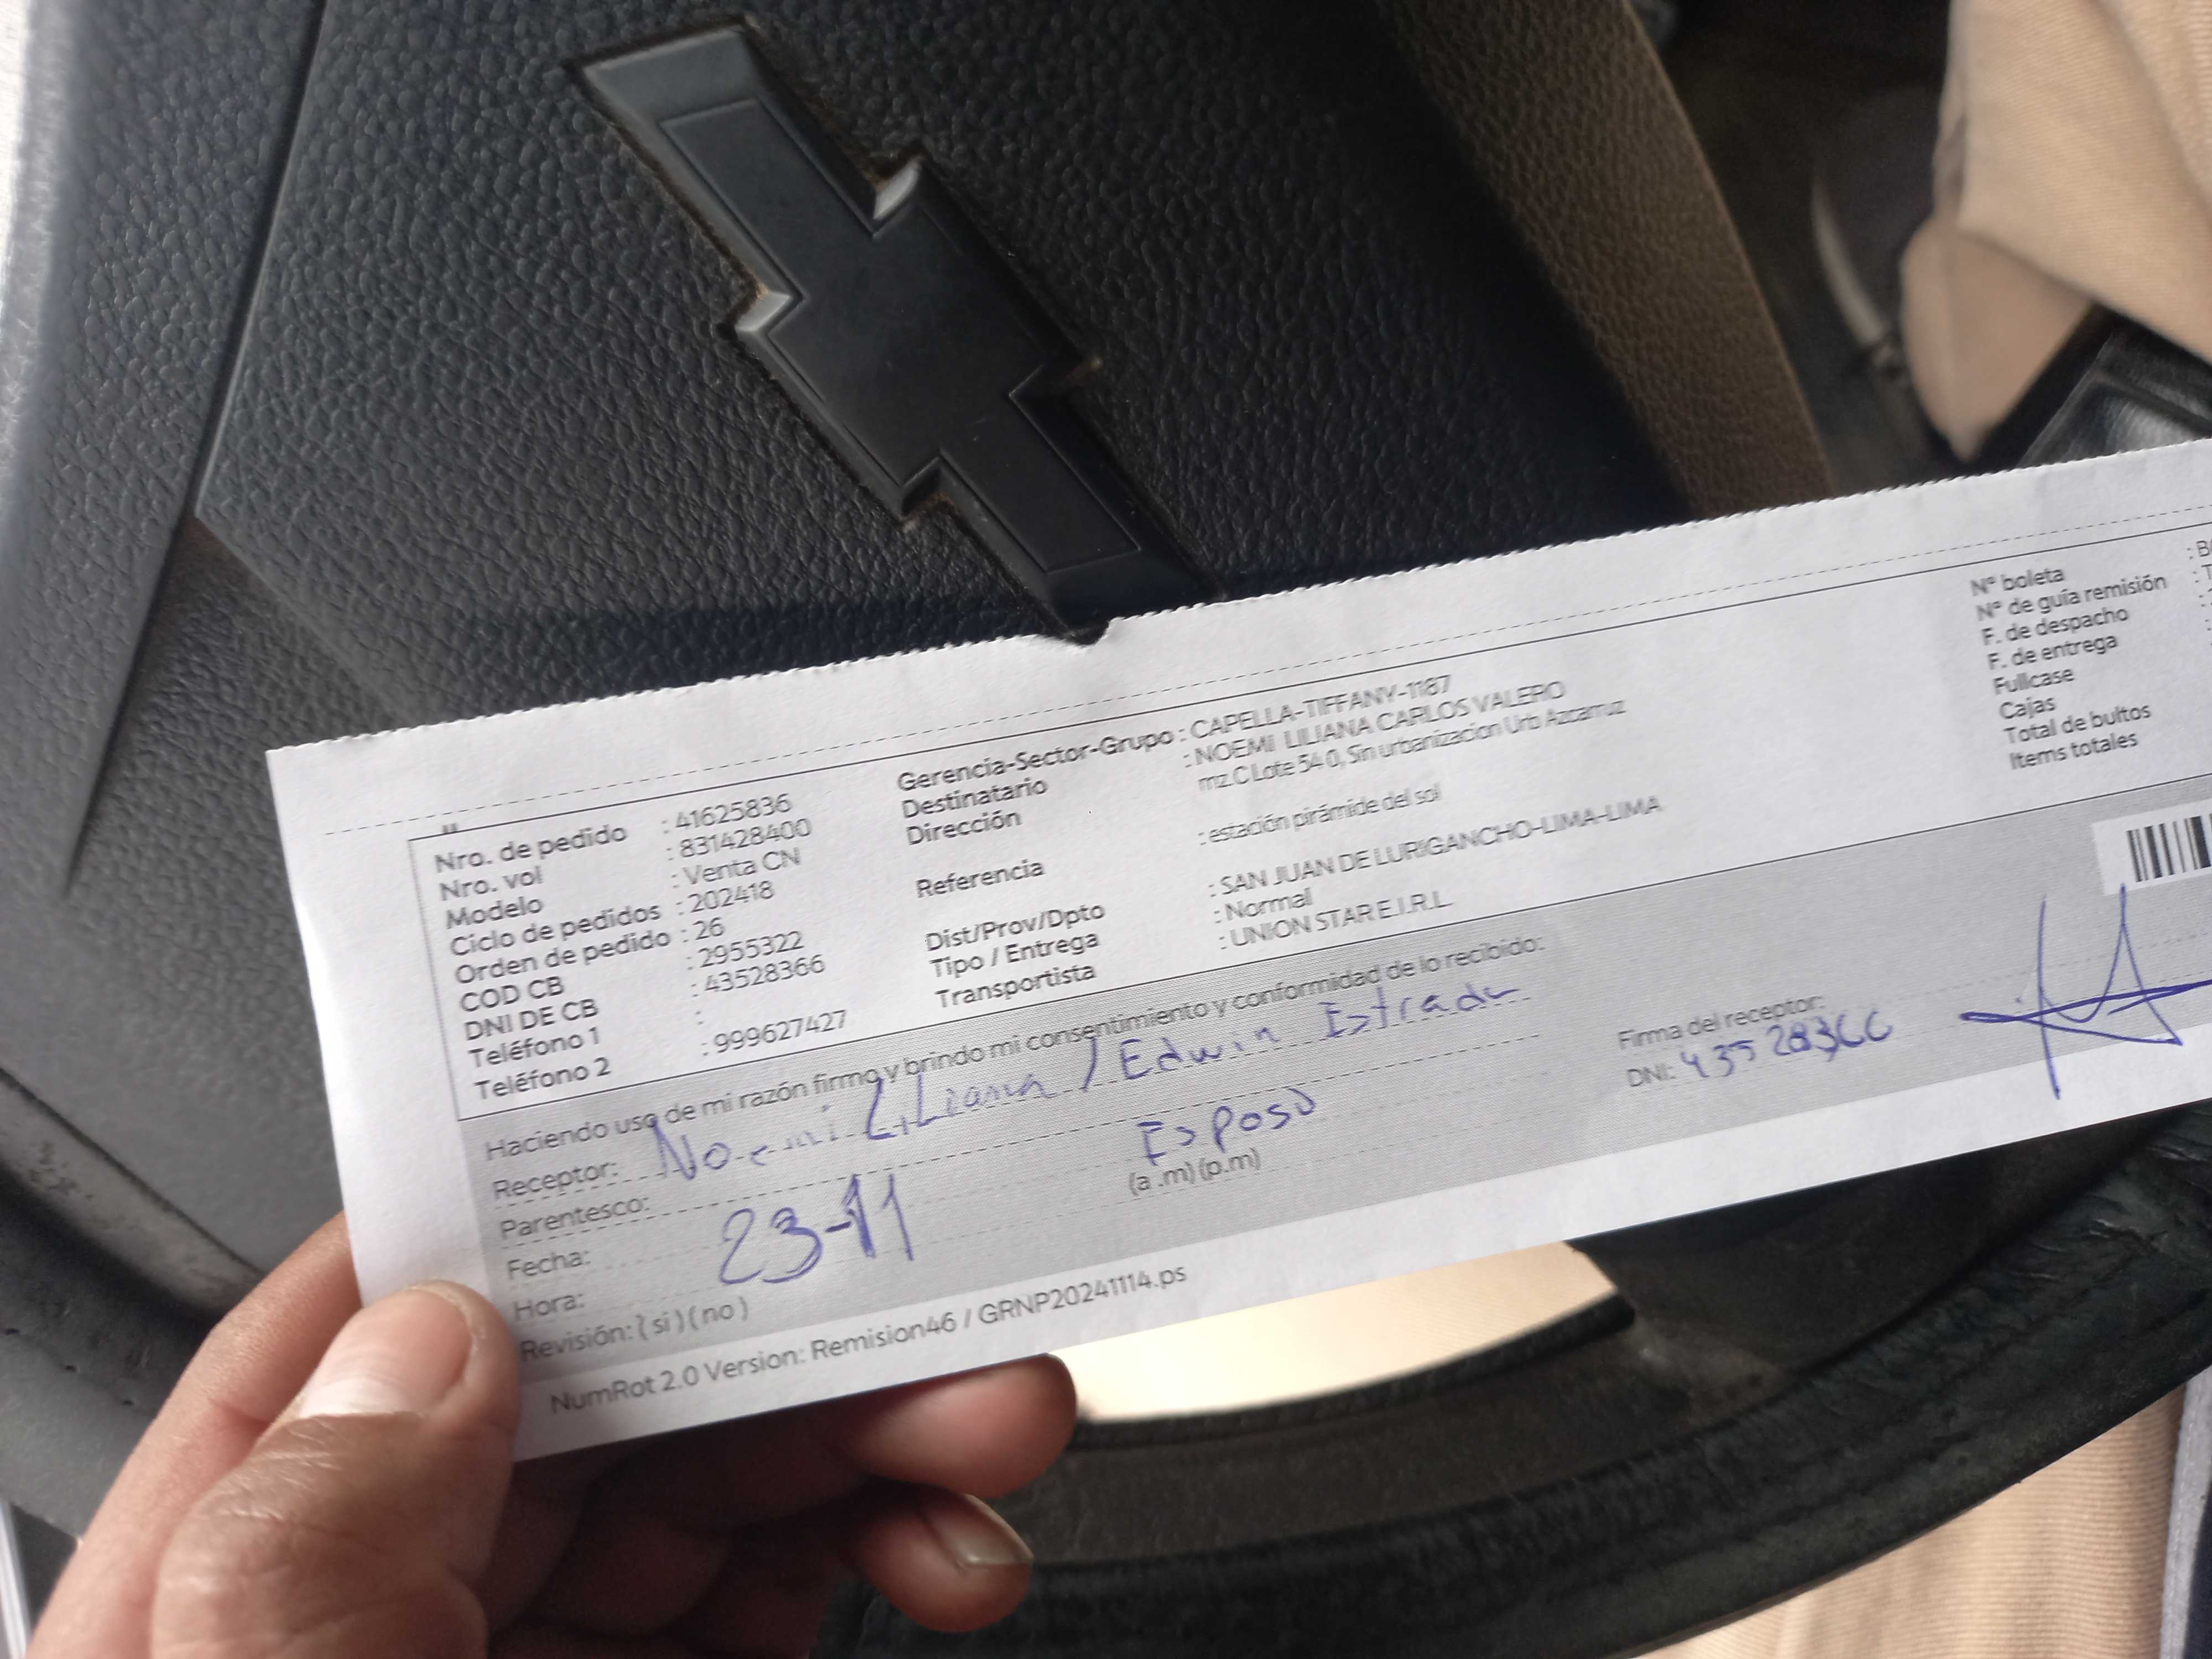 Nro. de pedido : 41625836
Nro. vol : 831428400
Modelo : Venta CN
Ciclo de pedidos : 202418
Orden de pedido : 26
COD CB : 2955322
DNI DE CB : 43528366
Teléfono 1 :
Teléfono 2 : 999627427
Gerencia-Sector-Grupo : CAPELLA-TIFFANY-1187
Destinatario : NOEMI LILIANA CARLOS VALERO
Dirección mz.C Lote 54 0, Sin urbanizacion Urb Azcarruz
Referencia : estación pirámide del sol
Dist/Prov/Dpto : SAN JUAN DE LURIGANCHO-LIMA-LIMA
Tipo / Entrega : Normal
Transportista : UNION STAR E.I.R.L.
N° boleta : B
N° de guía remisión : T
F. de despacho :
F. de entrega :
Fullcase
Cajas
Total de bultos
Items totales
Haciendo uso de mi razón firmo y brindo mi consentimiento y conformidad de lo recibido:
Receptor: Noemi Liliana / Edwin Estrada
Parentesco: Esposo
Fecha: 23-11
Hora: (a .m) (p.m)
Revisión: ( si ) ( no )
Firma del receptor:
DNI: 43528366
NumRot 2.0 Version: Remision46 / GRNP20241114.ps